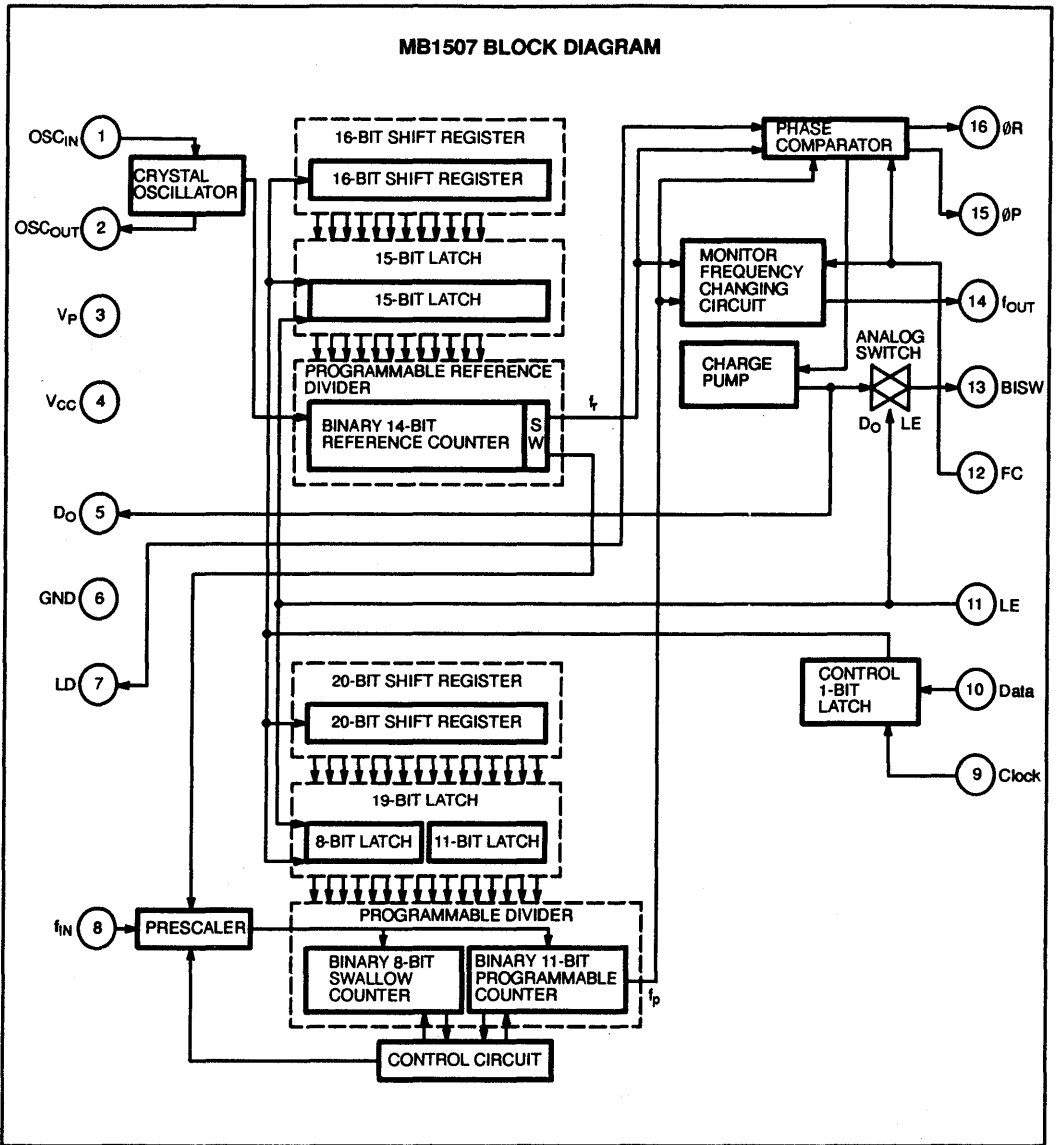 MB1507 BLOCK DIAGRAM
OSCIN 1
CRYSTAL
OSCILLATOR
OSCOUT 2
VP 3
VCC 4
DO 5
GND 6
LD 7
fIN 8
PRESCALER
16-BIT SHIFT REGISTER
16-BIT SHIFT REGISTER
15-BIT LATCH
15-BIT LATCH
PROGRAMMABLE REFERENCE
DIVIDER
BINARY 14-BIT
REFERENCE COUNTER
S
W
fr
20-BIT SHIFT REGISTER
20-BIT SHIFT REGISTER
19-BIT LATCH
8-BIT LATCH
11-BIT LATCH
PROGRAMMABLE DIVIDER
BINARY 8-BIT
SWALLOW
COUNTER
BINARY 11-BIT
PROGRAMMABLE
COUNTER
fp
CONTROL CIRCUIT
PHASE
COMPARATOR
16 ØR
15 ØP
MONITOR
FREQUENCY
CHANGING
CIRCUIT
14 fOUT
CHARGE
PUMP
ANALOG
SWITCH
DO LE
13 BISW
12 FC
11 LE
CONTROL
1-BIT
LATCH
10 Data
9 Clock